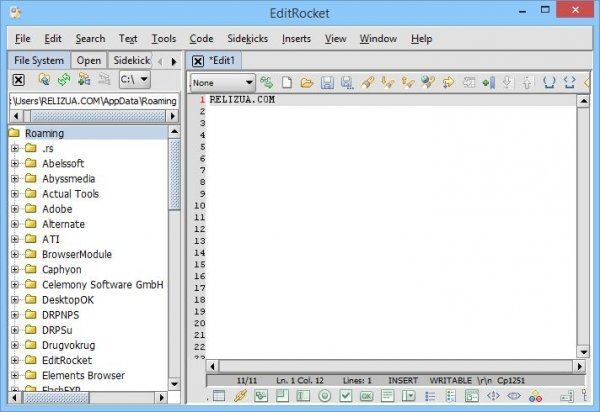 EditRocket
File Edit Search Text Tools Code Sidekicks Inserts View Window Help
File System Open Sidekick
*Edit1
C:\
None
:\Users\RELIZUA.COM\AppData\Roaming
1 RELIZUA.COM
2
3
4
5
6
7
8
9
10
11
12
13
14
15
16
17
18
19
20
21
22
23
Roaming
.rs
Abelssoft
Abyssmedia
Actual Tools
Adobe
Alternate
ATI
BrowserModule
Caphyon
Celemony Software GmbH
DesktopOK
DRPNPS
DRPSu
Drugvokrug
EditRocket
Elements Browser
FlashFXP
11/11 Ln. 1 Col. 12 Lines: 1 INSERT WRITABLE \r\n Cp1251
OK